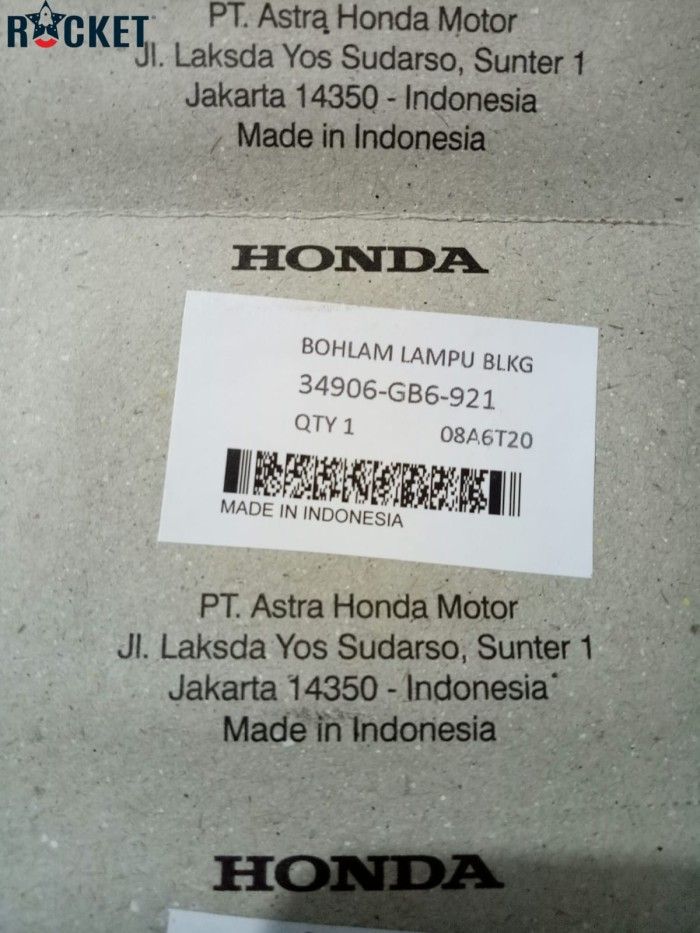 ROCKET
PT. Astra Honda Motor
Jl. Laksda Yos Sudarso, Sunter 1
Jakarta 14350 - Indonesia
Made in Indonesia
HONDA
BOHLAM LAMPU BLKG
34906-GB6-921
QTY 1 08A6T20
MADE IN INDONESIA
PT. Astra Honda Motor
Jl. Laksda Yos Sudarso, Sunter 1
Jakarta 14350 - Indonesia
Made in Indonesia
HONDA